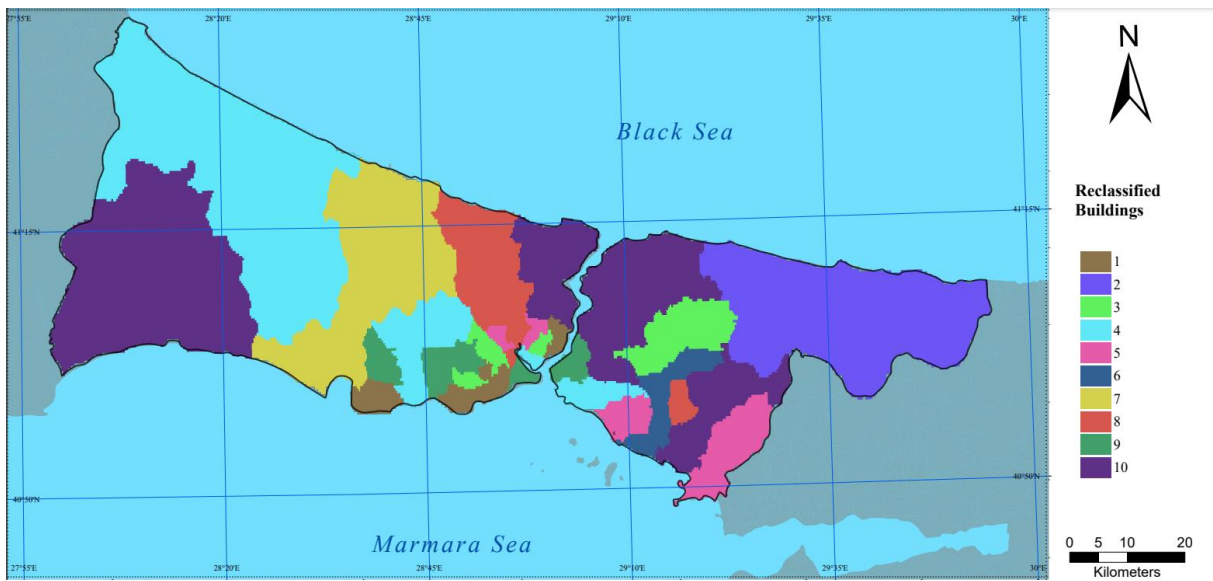 27°55'E 28°20'E 28°45'E 29°10'E 29°35'E 30°E
N
Black Sea
Reclassified
Buildings
41°15'N 41°15'N
1
2
3
4
5
6
7
8
9
10
40°50'N 40°50'N
Marmara Sea
0 5 10 20
Kilometers
27°55'E 28°20'E 28°45'E 29°10'E 29°35'E 30°E